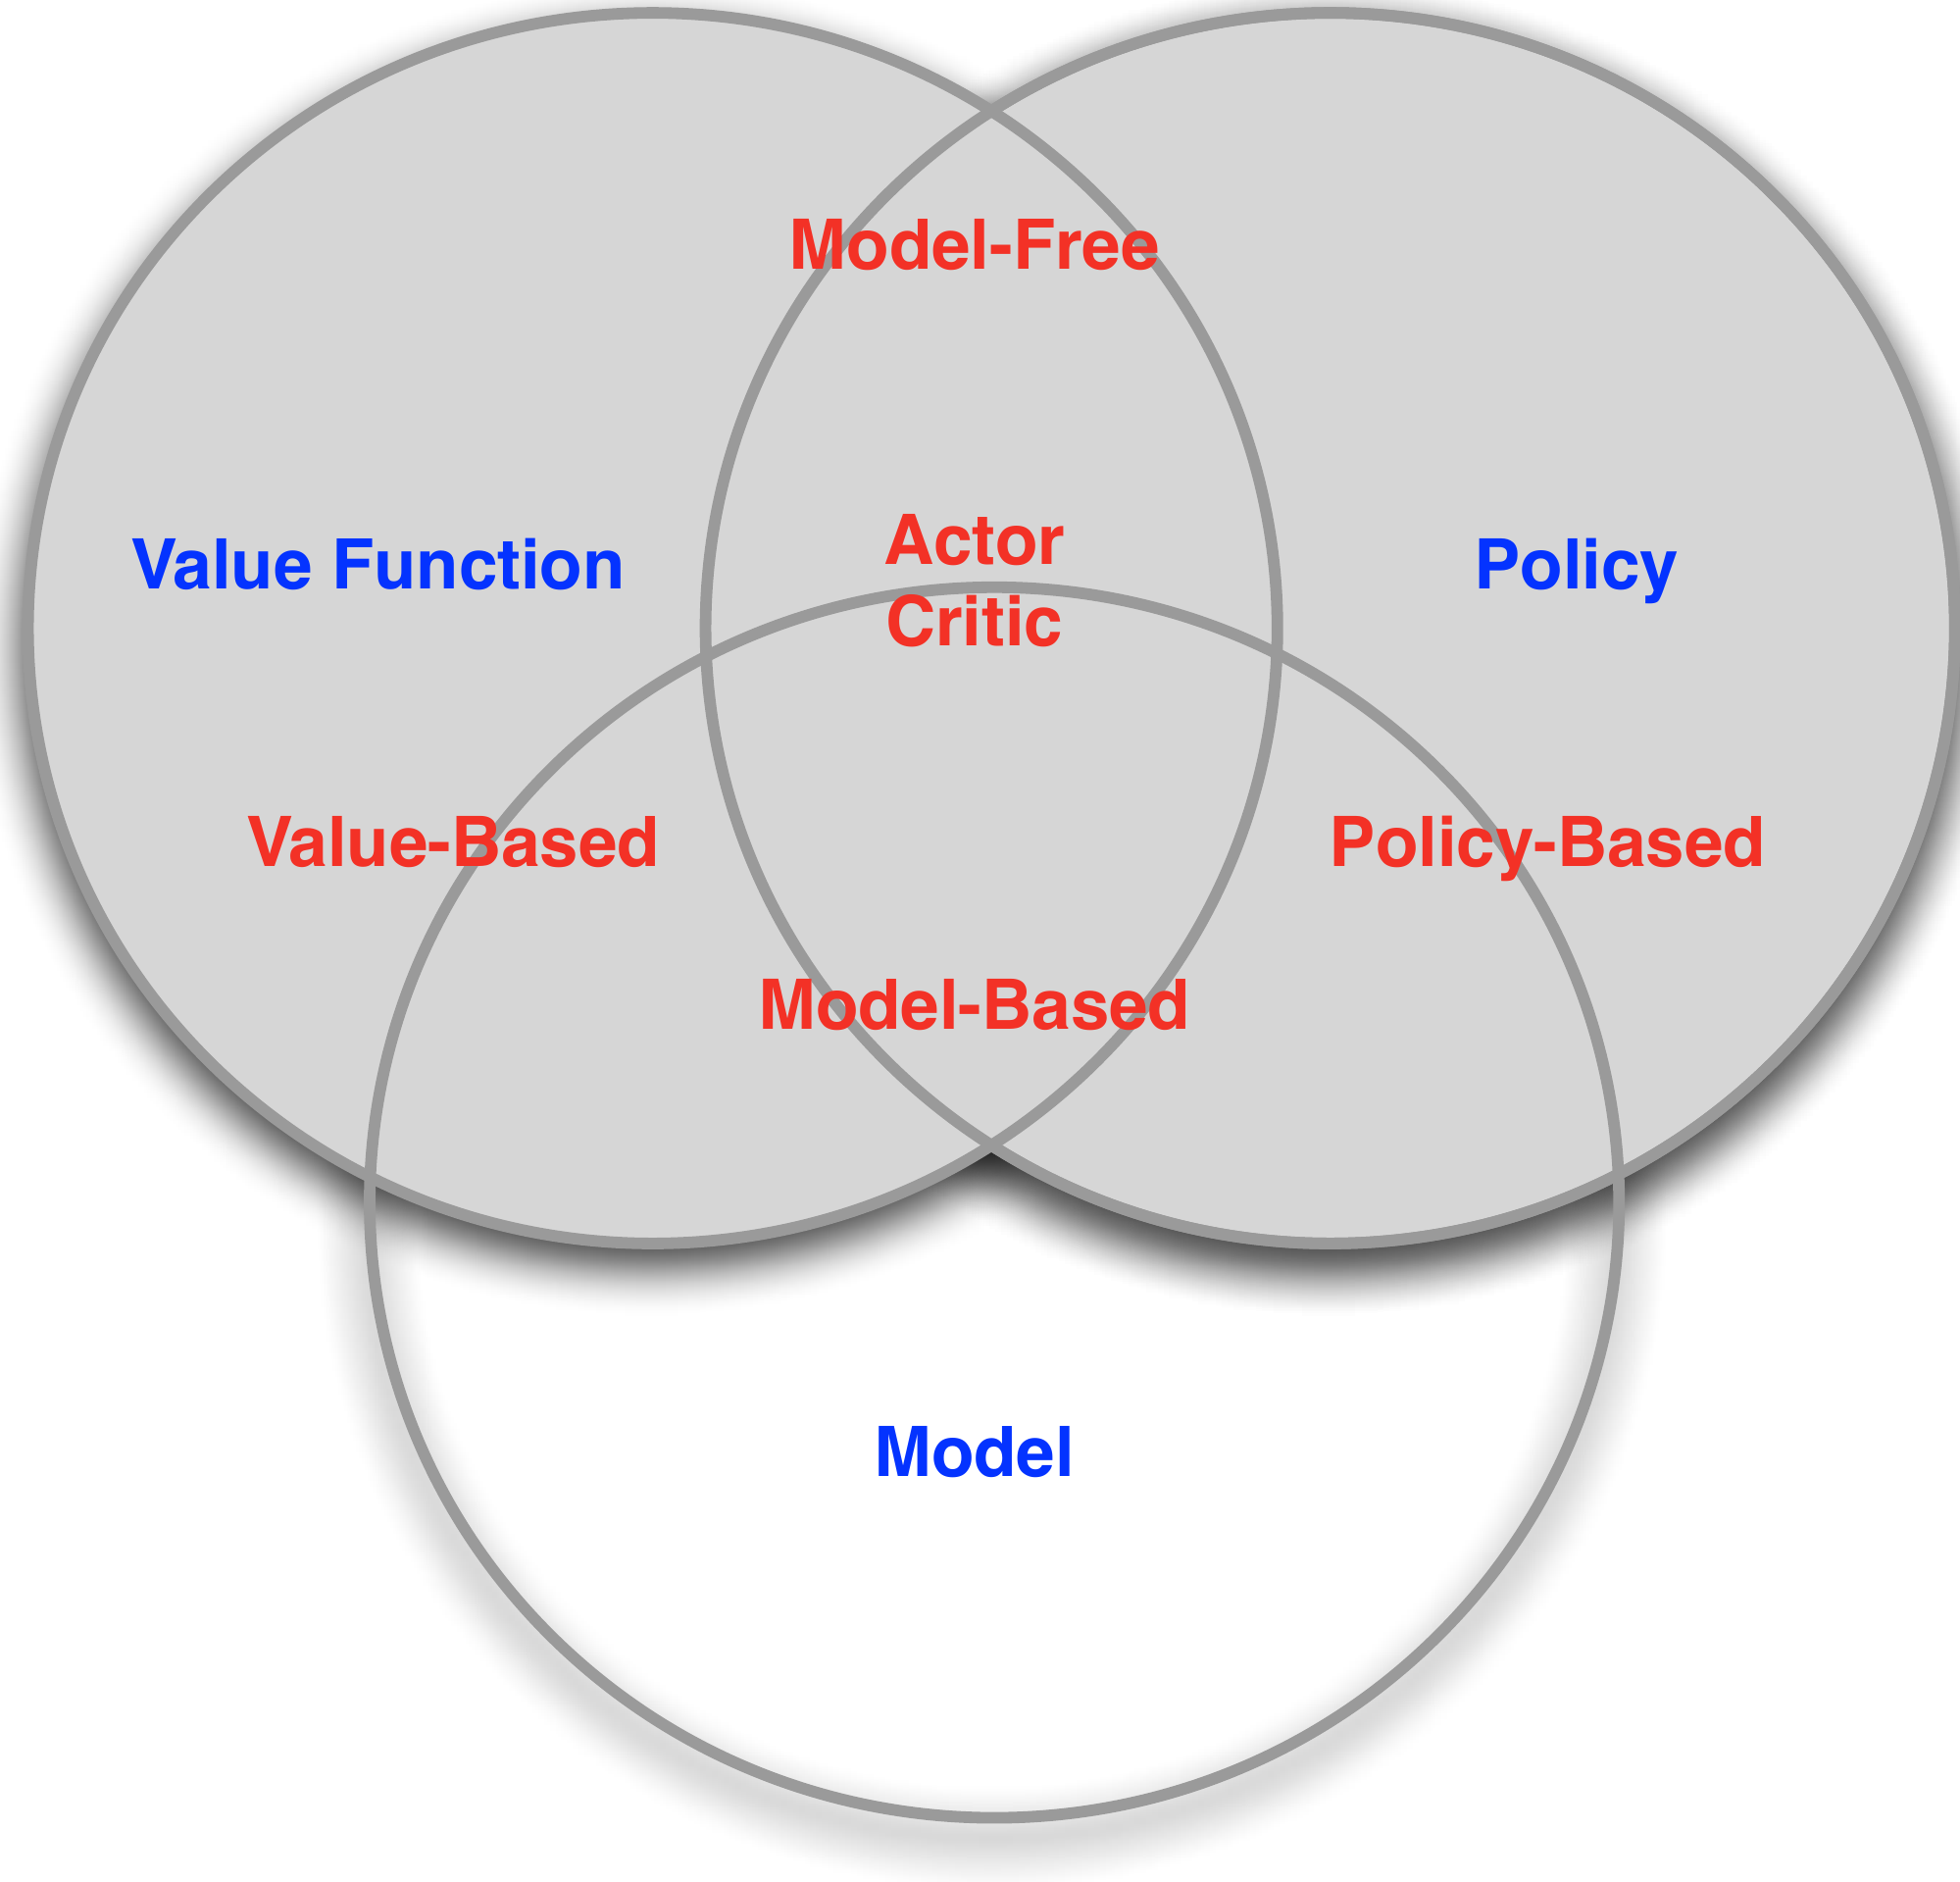 Model-Free
Actor
Critic
Value Function
Policy
Value-Based
Policy-Based
Model-Based
Model